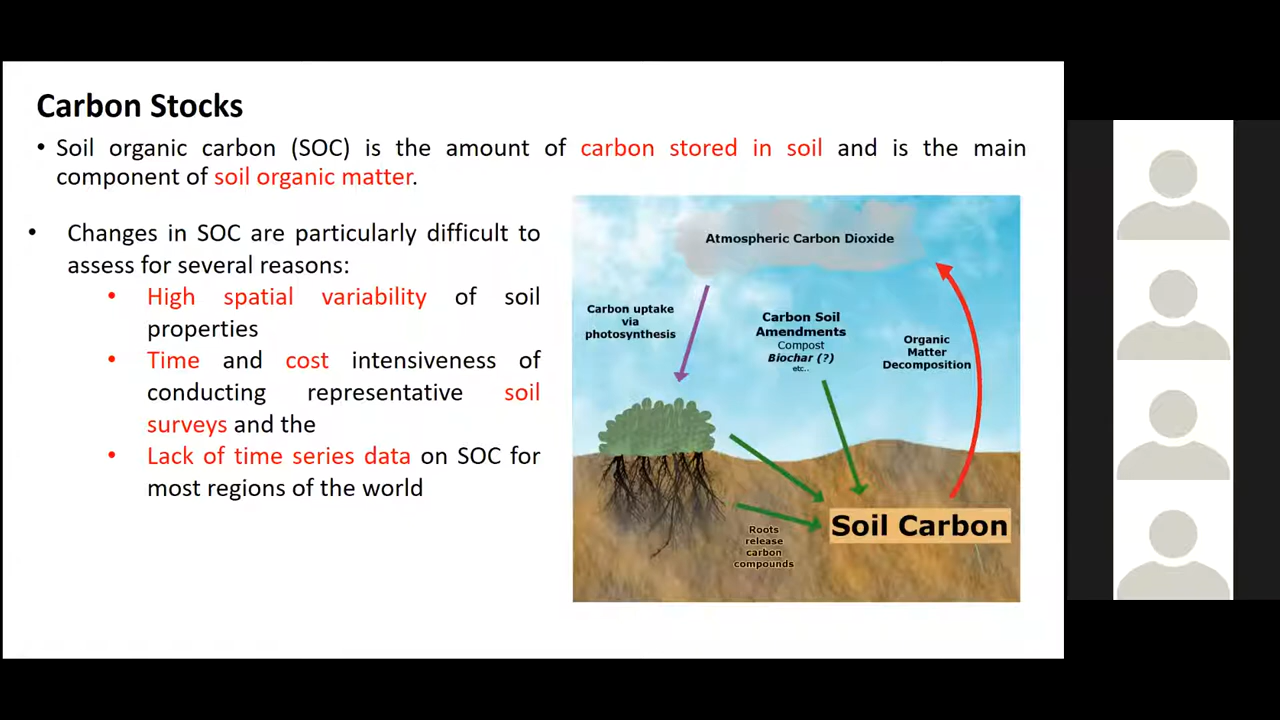 Carbon Stocks
• Soil organic carbon (SOC) is the amount of carbon stored in soil and is the main
component of soil organic matter.
• Changes in SOC are particularly difficult to
assess for several reasons:
• High spatial variability of soil
properties
• Time and cost intensiveness of
conducting representative soil
surveys and the
• Lack of time series data on SOC for
most regions of the world
Atmospheric Carbon Dioxide
Carbon uptake
via
photosynthesis
Carbon Soil
Amendments
Compost
Biochar (?)
etc..
Organic
Matter
Decomposition
Soil Carbon
Roots
release
carbon
compounds